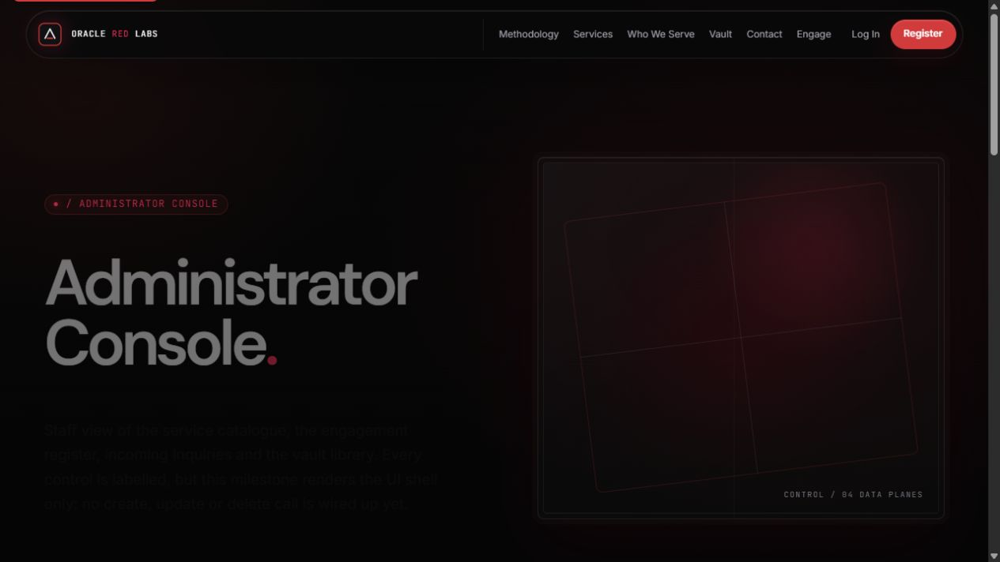 ORACLE RED LABS
Methodology Services Who We Serve Vault Contact Engage Log In Register
/ ADMINISTRATOR CONSOLE
Administrator
Console.
Staff view of the service catalogue, the engagement
register, incoming inquiries and the vault library. Every
control is labelled, but this milestone renders the UI shell
only: no create, update or delete call is wired up yet.
CONTROL / 04 DATA PLANES